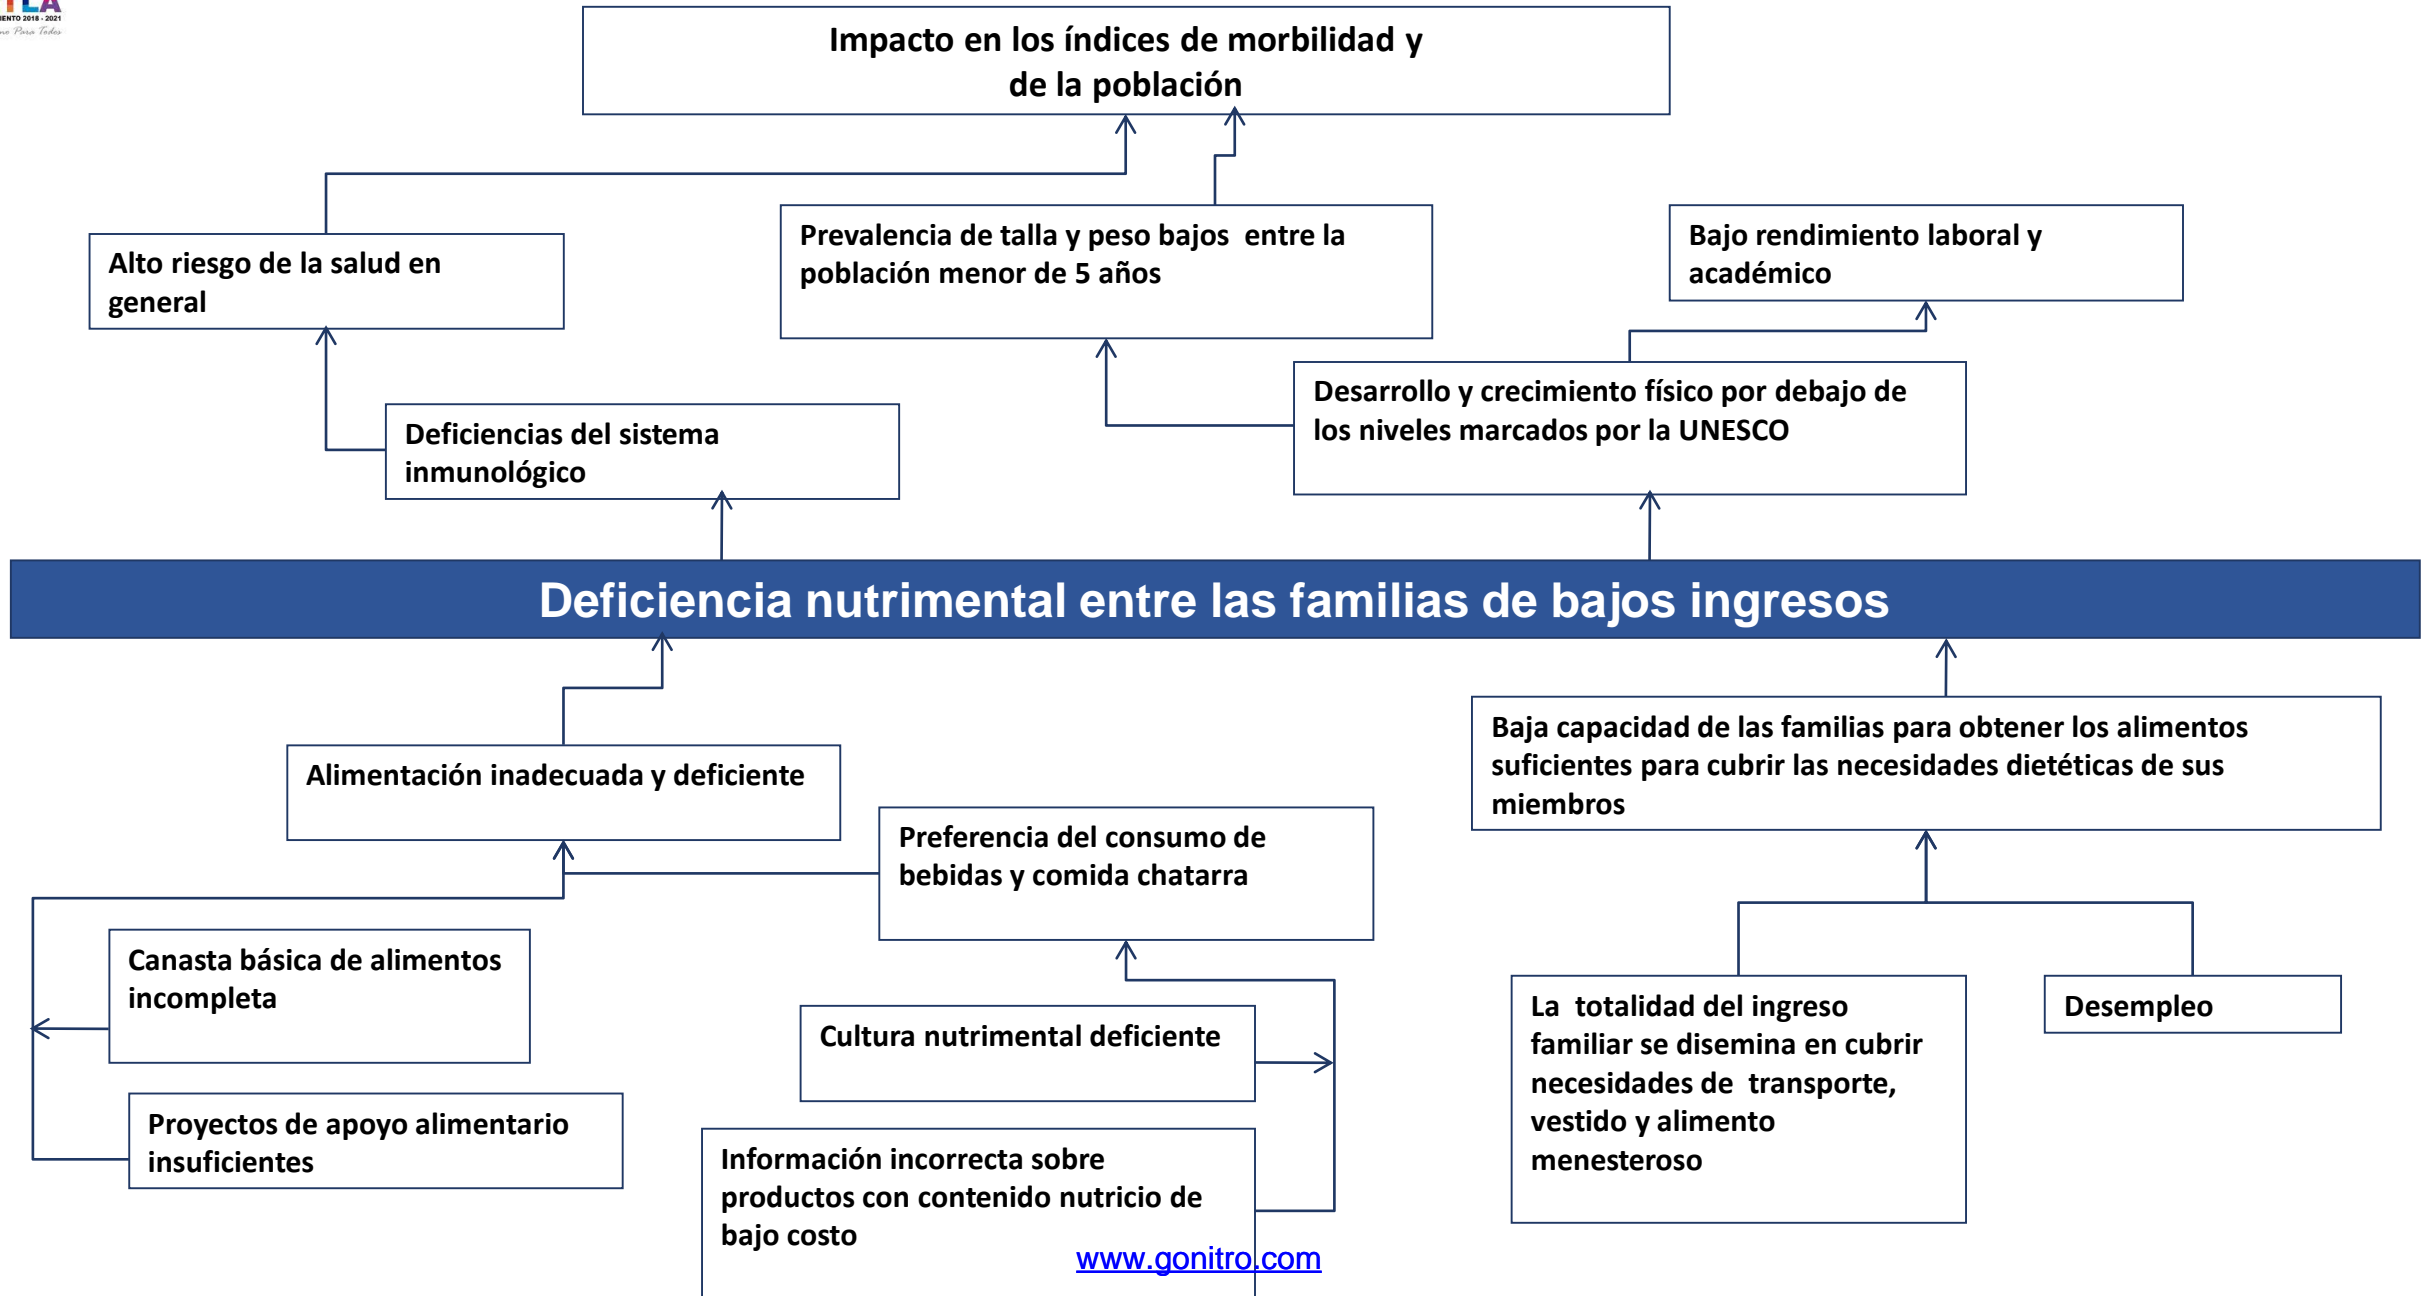 TLA
IENTO 2018 - 2021
Para Todos
Impacto en los índices de morbilidad y
de la población
Alto riesgo de la salud en
general
Prevalencia de talla y peso bajos  entre la
población menor de 5 años
Bajo rendimiento laboral y
académico
Deficiencias del sistema
inmunológico
Desarrollo y crecimiento físico por debajo de
los niveles marcados por la UNESCO
Deficiencia nutrimental entre las familias de bajos ingresos
Alimentación inadecuada y deficiente
Baja capacidad de las familias para obtener los alimentos
suficientes para cubrir las necesidades dietéticas de sus
miembros
Preferencia del consumo de
bebidas y comida chatarra
Canasta básica de alimentos
incompleta
Cultura nutrimental deficiente
La  totalidad del ingreso
familiar se disemina en cubrir
necesidades de  transporte,
vestido y alimento
menesteroso
Desempleo
Proyectos de apoyo alimentario
insuficientes
Información incorrecta sobre
productos con contenido nutricio de
bajo costo
www.gonitro.com